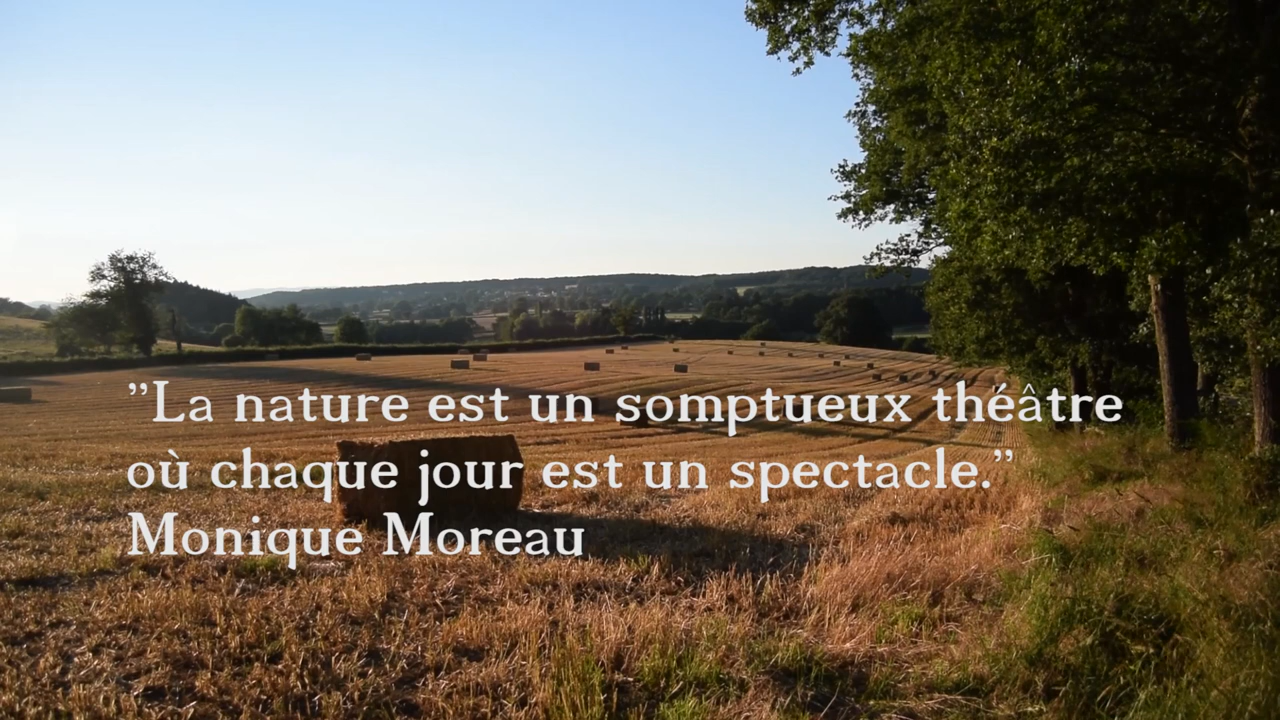 "La nature est un somptueux théâtre
où chaque jour est un spectacle."
Monique Moreau